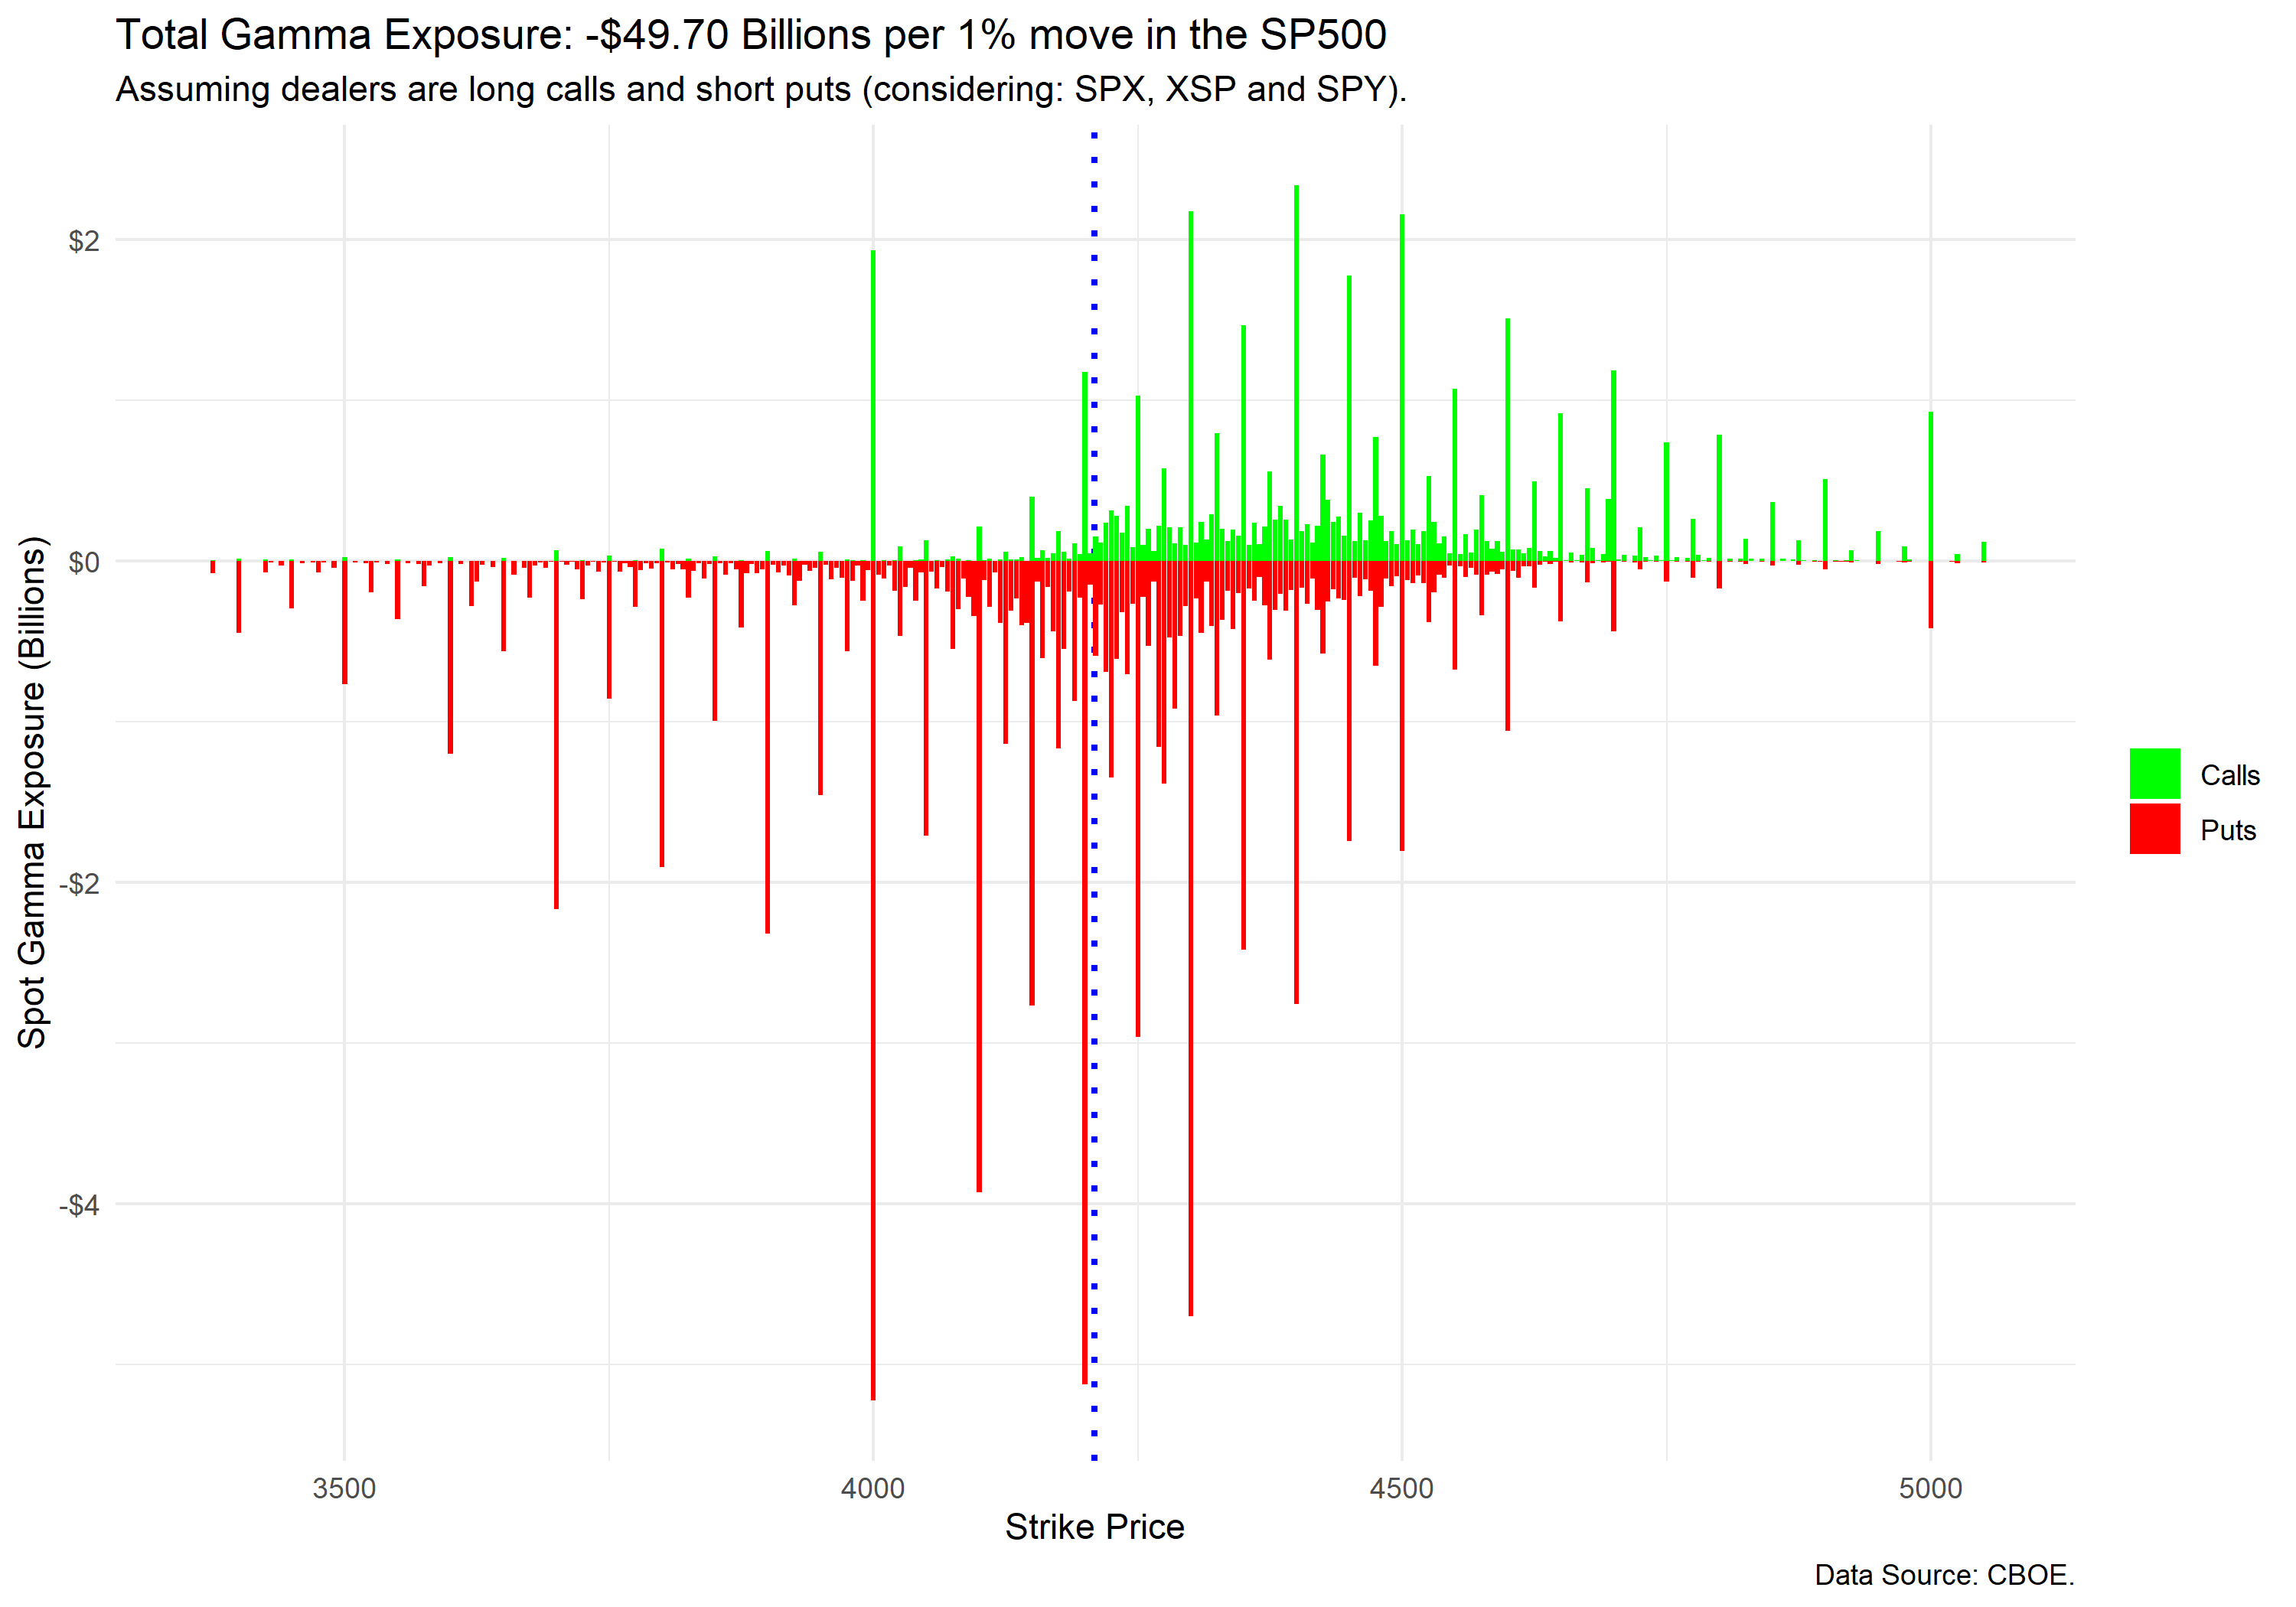 Total Gamma Exposure: -$49.70 Billions per 1% move in the SP500
Assuming dealers are long calls and short puts (considering: SPX, XSP and SPY).
Spot Gamma Exposure (Billions)
$2
$0
-$2
-$4
3500
4000
4500
5000
Strike Price
Calls
Puts
Data Source: CBOE.